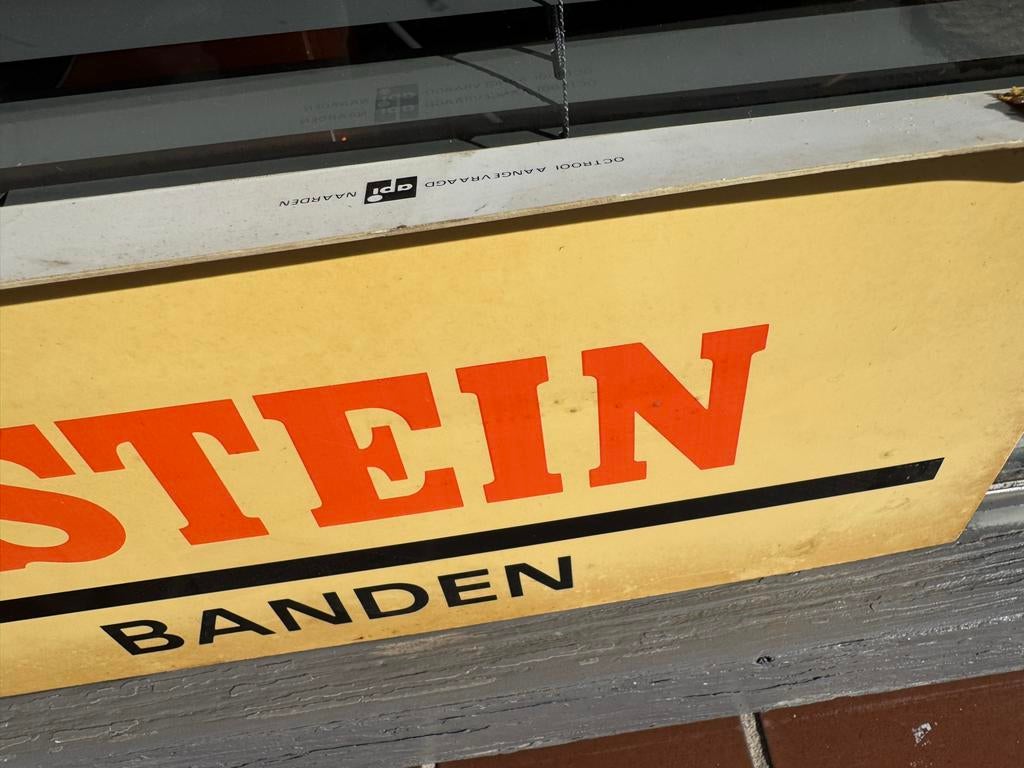 OCTROOI AANGEVRAAGD api NAARDEN
STEIN
BANDEN